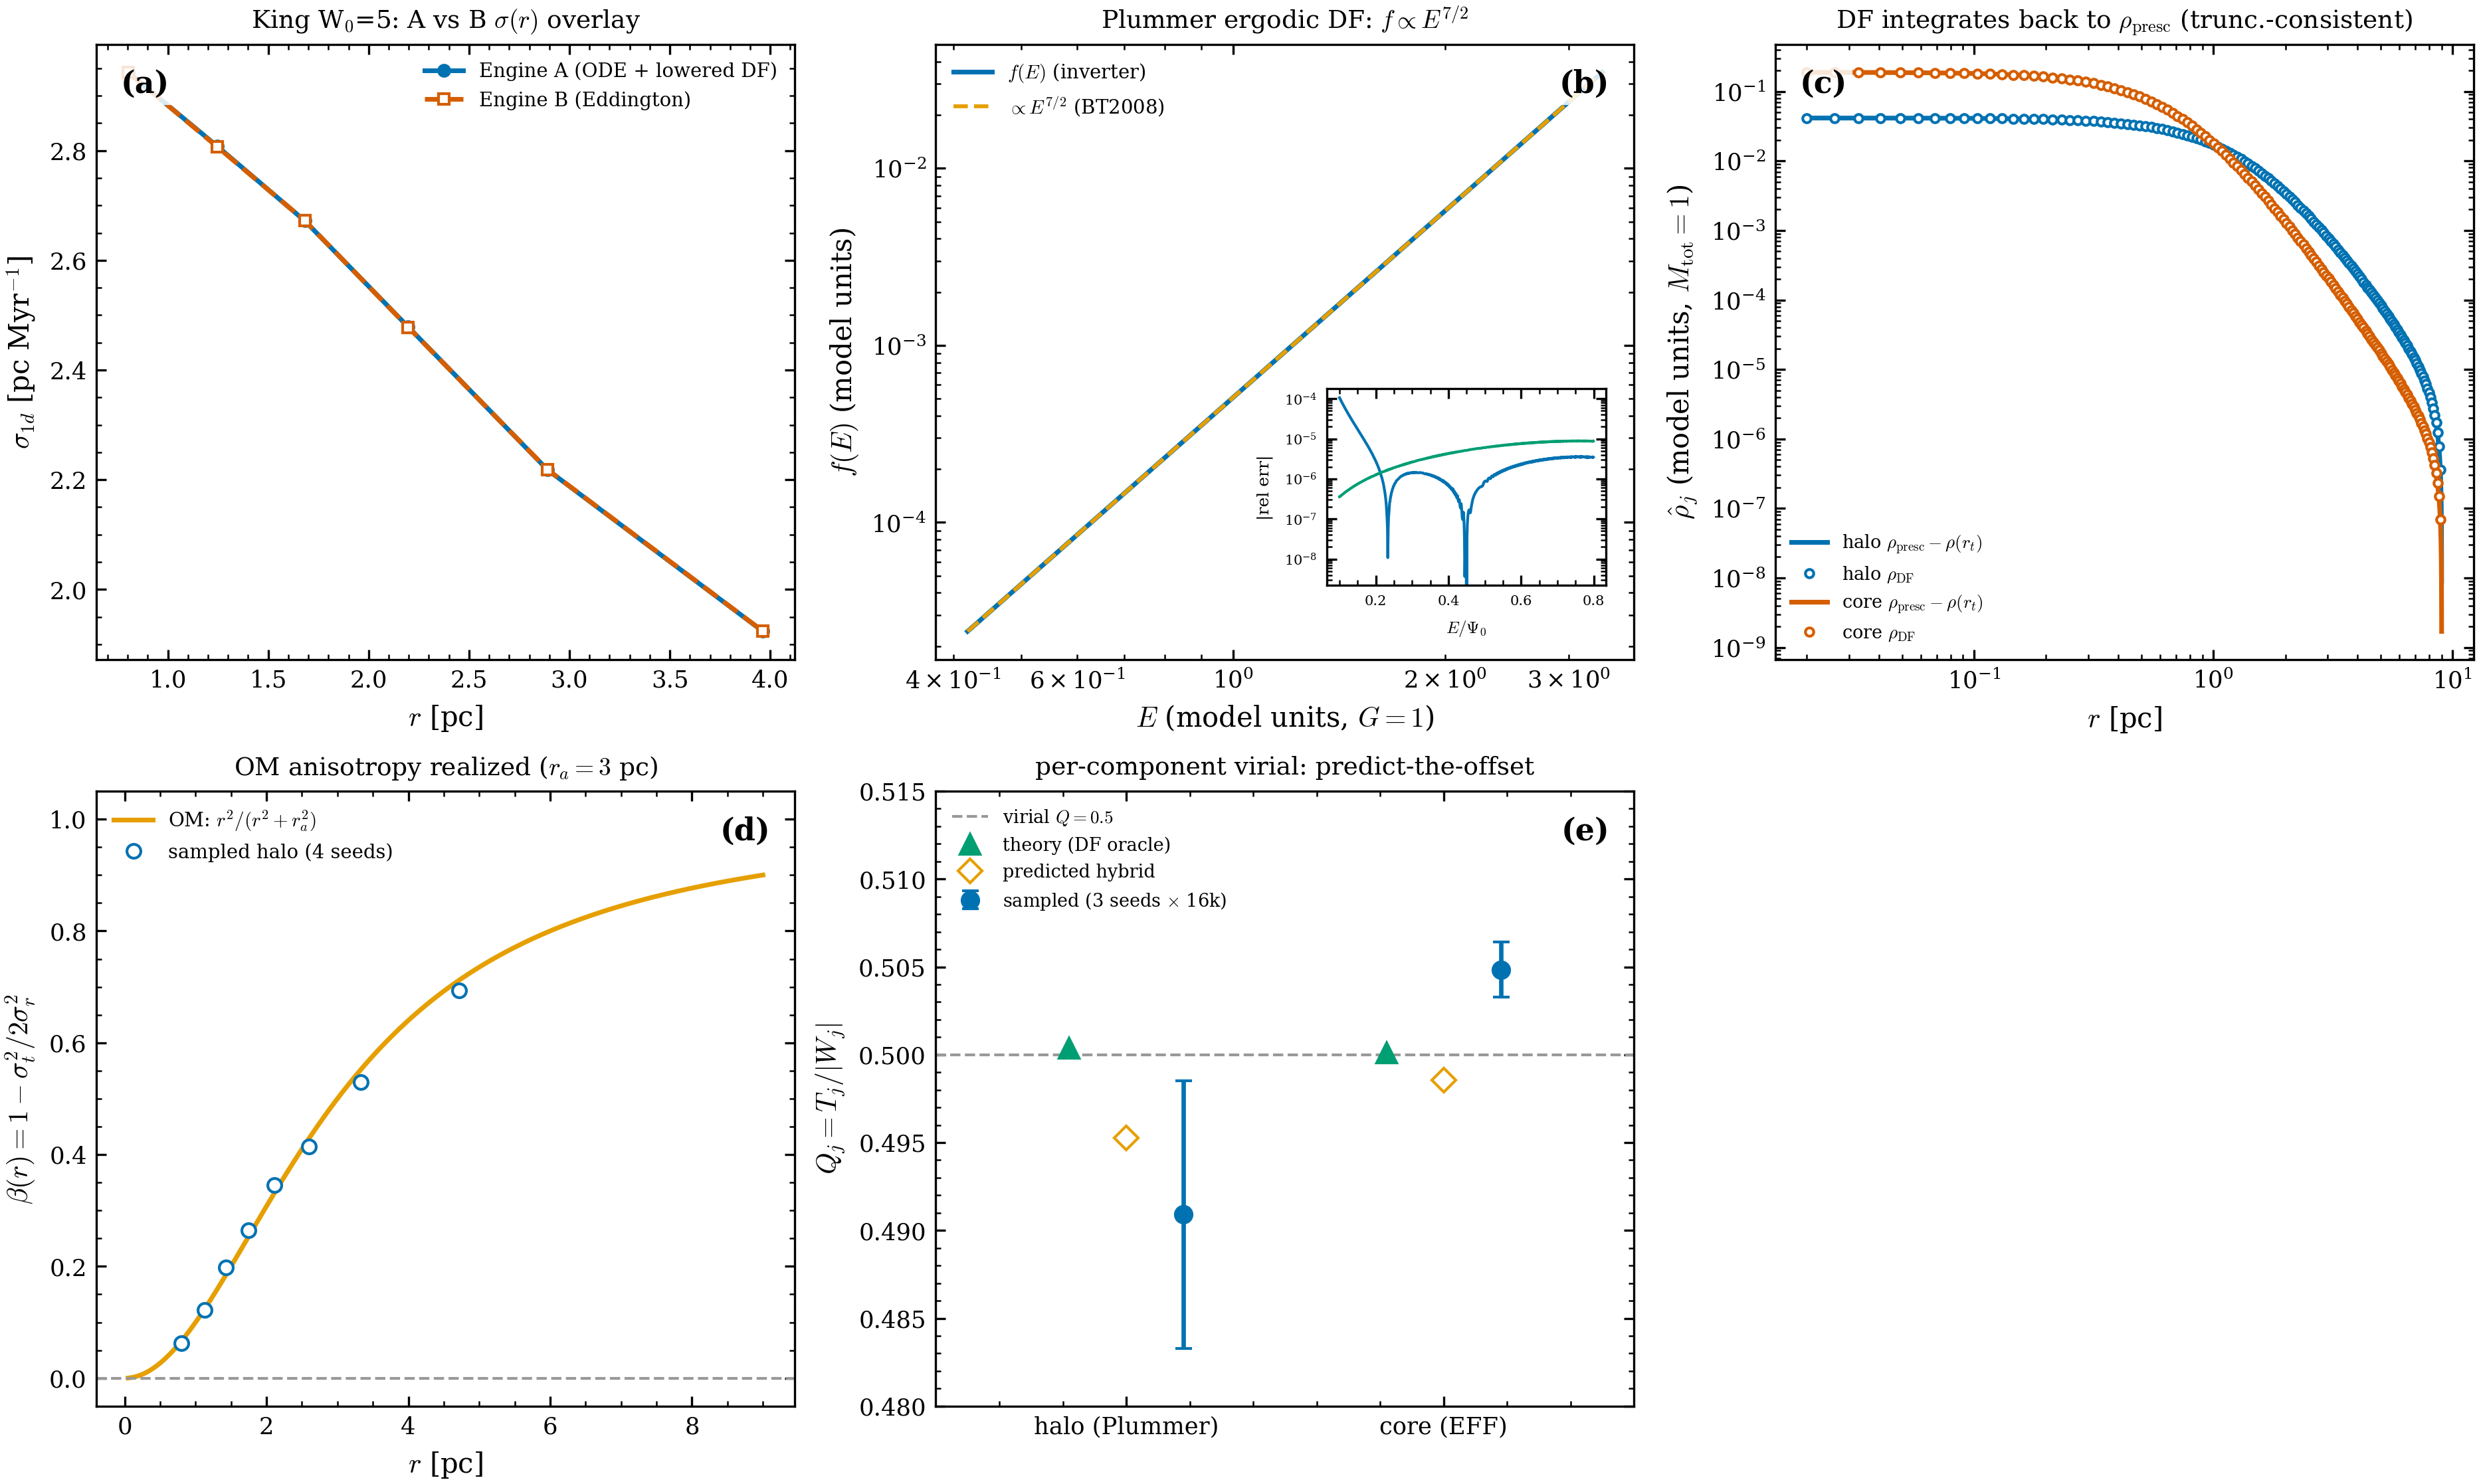 King W₀=5: A vs B σ(r) overlay
(a)
Engine A (ODE + lowered DF)
Engine B (Eddington)
σ₁d [pc Myr⁻¹]
2.8
2.6
2.4
2.2
2.0
1.0 1.5 2.0 2.5 3.0 3.5 4.0
r [pc]
Plummer ergodic DF: f ∝ E^{7/2}
(b)
f(E) (inverter)
∝ E^{7/2} (BT2008)
f(E) (model units)
10⁻²
10⁻³
10⁻⁴
4 × 10⁻¹ 6 × 10⁻¹ 10⁰ 2 × 10⁰ 3 × 10⁰
E (model units, G = 1)
|rel err|
10⁻⁴
10⁻⁵
10⁻⁶
10⁻⁷
10⁻⁸
0.2 0.4 0.6 0.8
E/Ψ₀
DF integrates back to ρ_presc (trunc.-consistent)
(c)
ρ̂_j (model units, M_tot = 1)
10⁻¹
10⁻²
10⁻³
10⁻⁴
10⁻⁵
10⁻⁶
10⁻⁷
10⁻⁸
10⁻⁹
halo ρ_presc − ρ(r_t)
halo ρ_DF
core ρ_presc − ρ(r_t)
core ρ_DF
10⁻¹ 10⁰ 10¹
r [pc]
OM anisotropy realized (r_a = 3 pc)
(d)
OM: r²/(r² + r_a²)
sampled halo (4 seeds)
β(r) = 1 − σ_t²/2σ_r²
1.0
0.8
0.6
0.4
0.2
0.0
0 2 4 6 8
r [pc]
per-component virial: predict-the-offset
(e)
virial Q = 0.5
theory (DF oracle)
predicted hybrid
sampled (3 seeds × 16k)
Q_j = T_j/|W_j|
0.515
0.510
0.505
0.500
0.495
0.490
0.485
0.480
halo (Plummer) core (EFF)